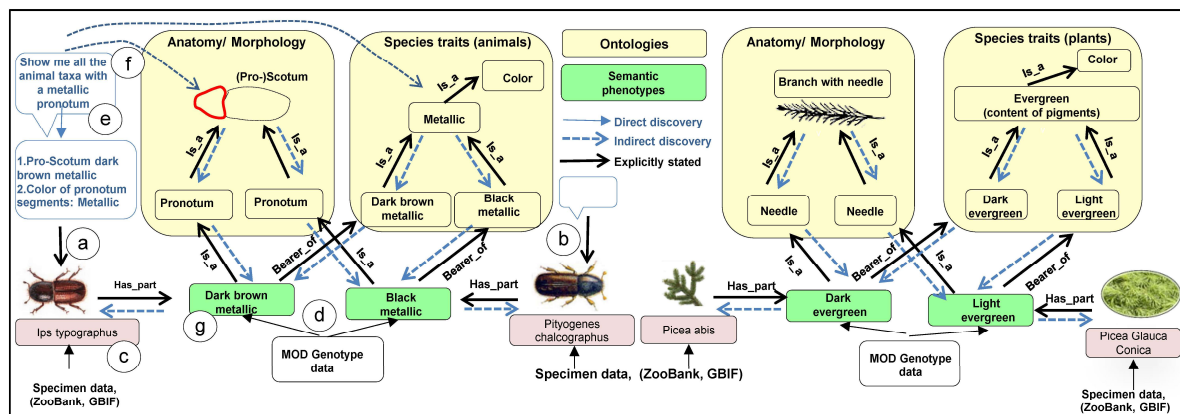 Show me all the
animal taxa with
a metallic
pronotum
f
e
1.Pro-Scotum dark
brown metallic
2.Color of pronotum
segments: Metallic
a
Ips typographus
c
Specimen data,
(ZooBank, GBIF)
Has_part
Anatomy/ Morphology
(Pro-)Scotum
Is_a
Is_a
Pronotum
Pronotum
Is_a
Bearer_of
Is_a
Bearer_of
Dark brown
metallic
g
d
Black
metallic
MOD Genotype
data
Species traits (animals)
Color
Is_a
Metallic
Is_a
Is_a
Dark brown
metallic
Black
metallic
Ontologies
Semantic
phenotypes
Direct discovery
Indirect discovery
Explicitly stated
b
Has_part
Pityogenes
chalcographus
Specimen data, (ZooBank, GBIF)
Picea abis
Has_part
Anatomy/ Morphology
Branch with needle
Is_a
Is_a
Needle
Needle
Is_a
Bearer_of
Is_a
Bearer_of
Dark
evergreen
Light
evergreen
MOD Genotype
data
Species traits (plants)
Color
Is_a
Evergreen
(content of pigments)
Is_a
Is_a
Dark
evergreen
Light
evergreen
Has_part
Picea Glauca
Conica
Specimen data,
(ZooBank, GBIF)